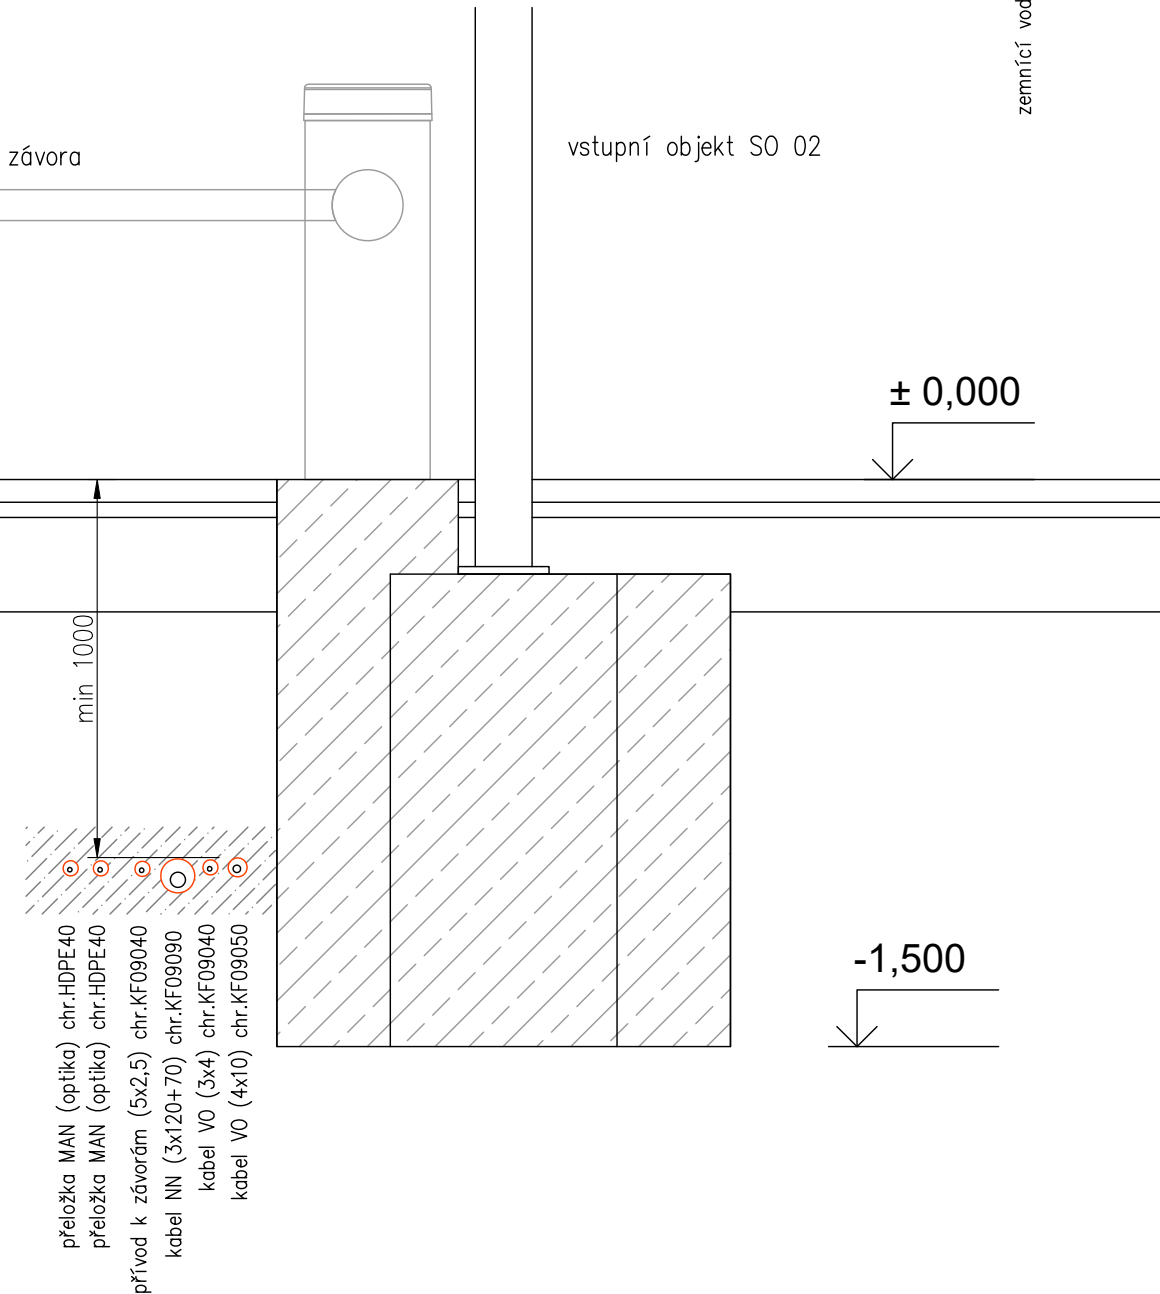 zemnící vod
závora
vstupní objekt SO 02
± 0,000
min 1000
-1,500
přeložka MAN (optika) chr.HDPE40
přeložka MAN (optika) chr.HDPE40
přívod k závorám (5x2,5) chr.KF09040
kabel NN (3x120+70) chr.KF09090
kabel VO (3x4) chr.KF09040
kabel VO (4x10) chr.KF09050